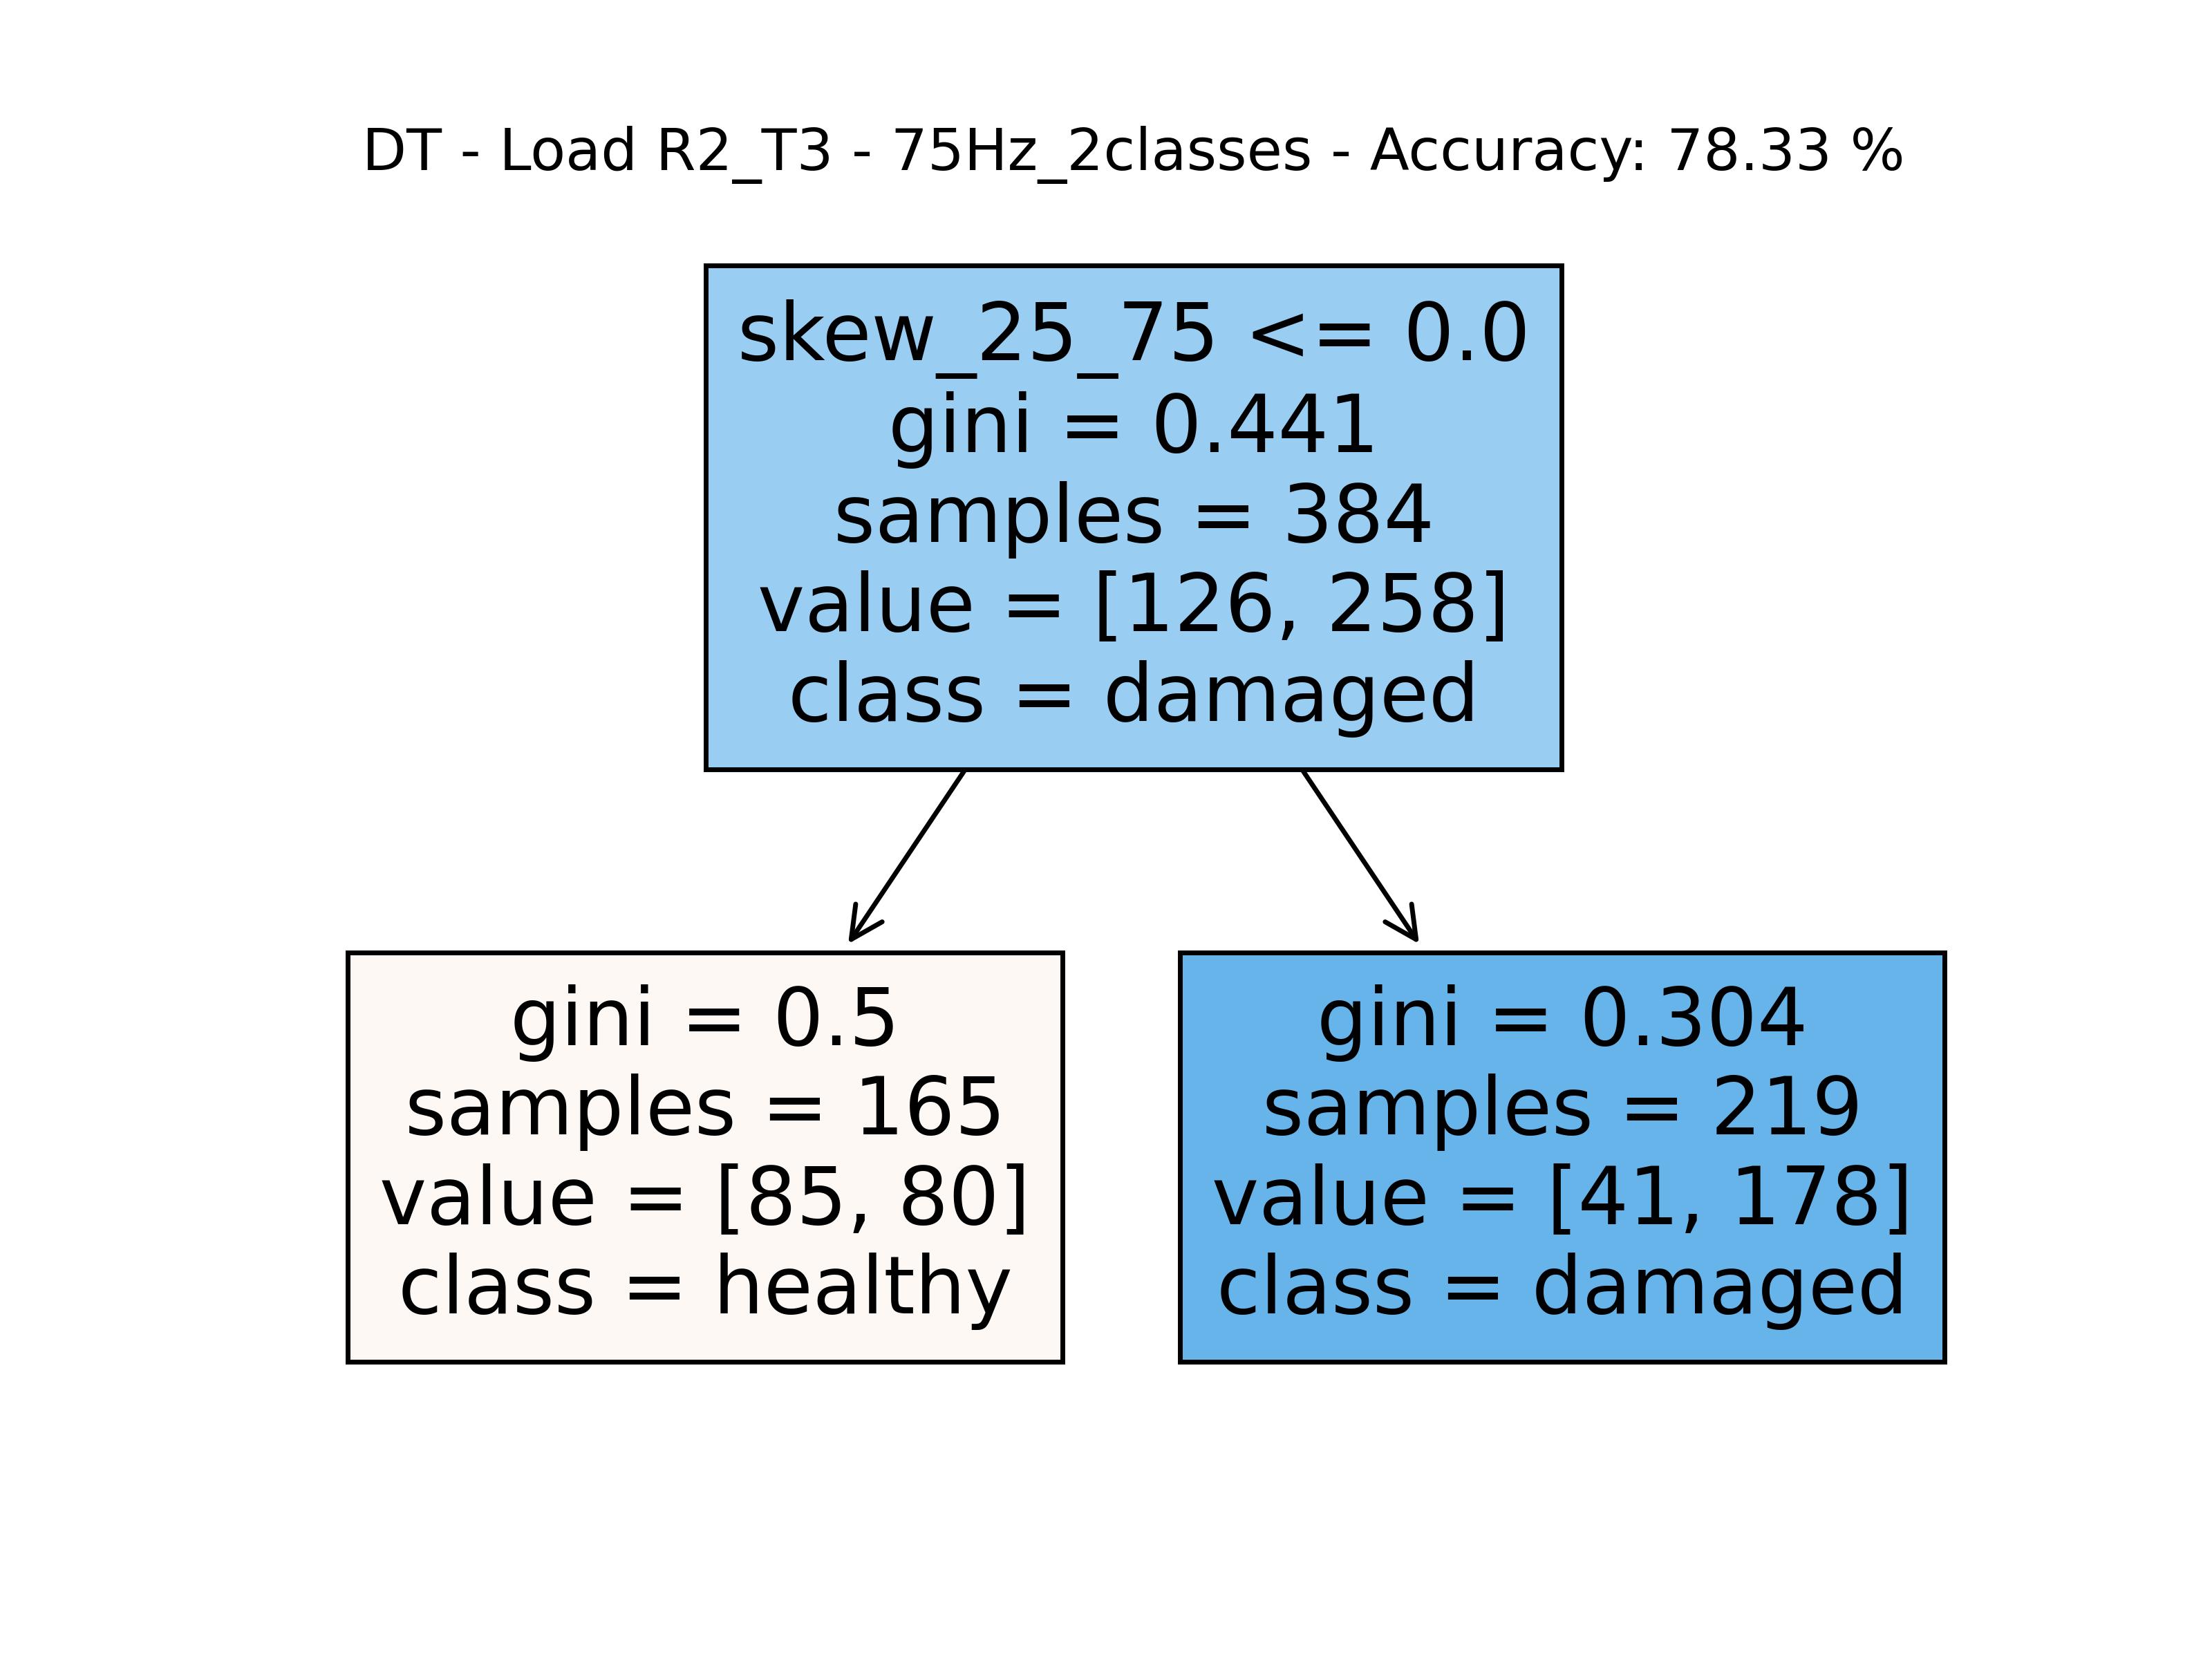 DT - Load R2_T3 - 75Hz_2classes - Accuracy: 78.33 %
skew_25_75 <= 0.0
gini = 0.441
samples = 384
value = [126, 258]
class = damaged
gini = 0.5
samples = 165
value = [85, 80]
class = healthy
gini = 0.304
samples = 219
value = [41, 178]
class = damaged